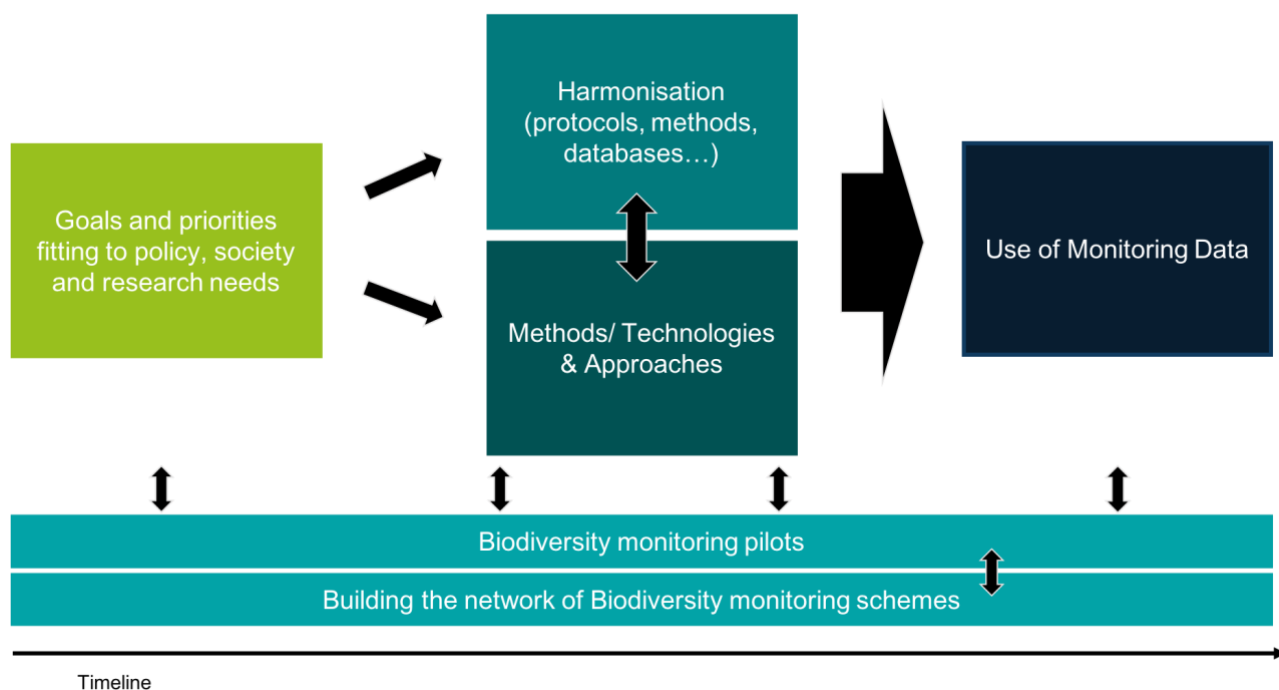 Harmonisation
(protocols, methods,
databases…)
Goals and priorities
fitting to policy, society
and research needs
Use of Monitoring Data
Methods/ Technologies
& Approaches
Biodiversity monitoring pilots
Building the network of Biodiversity monitoring schemes
Timeline